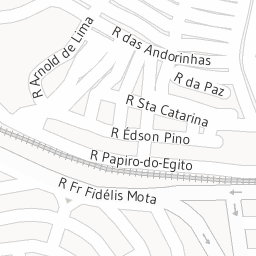 R Arnold de Lima
R das Andorinhas
R da Paz
R Sta Catarina
R Édson Pino
R Papiro-do-Egito
R Fr Fidélis Mota